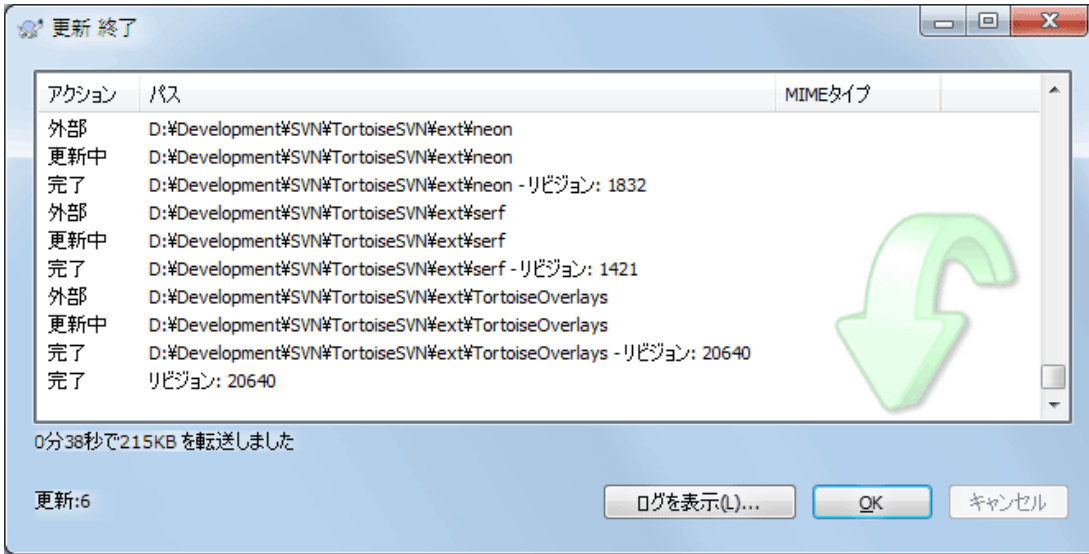 更新 終了
アクション パス MIMEタイプ
外部 D:¥Development¥SVN¥TortoiseSVN¥ext¥neon
更新中 D:¥Development¥SVN¥TortoiseSVN¥ext¥neon
完了 D:¥Development¥SVN¥TortoiseSVN¥ext¥neon - リビジョン: 1832
外部 D:¥Development¥SVN¥TortoiseSVN¥ext¥serf
更新中 D:¥Development¥SVN¥TortoiseSVN¥ext¥serf
完了 D:¥Development¥SVN¥TortoiseSVN¥ext¥serf - リビジョン: 1421
外部 D:¥Development¥SVN¥TortoiseSVN¥ext¥TortoiseOverlays
更新中 D:¥Development¥SVN¥TortoiseSVN¥ext¥TortoiseOverlays
完了 D:¥Development¥SVN¥TortoiseSVN¥ext¥TortoiseOverlays - リビジョン: 20640
完了 リビジョン: 20640
0分38秒で215KB を転送しました
更新:6 ログを表示(L)... OK キャンセル